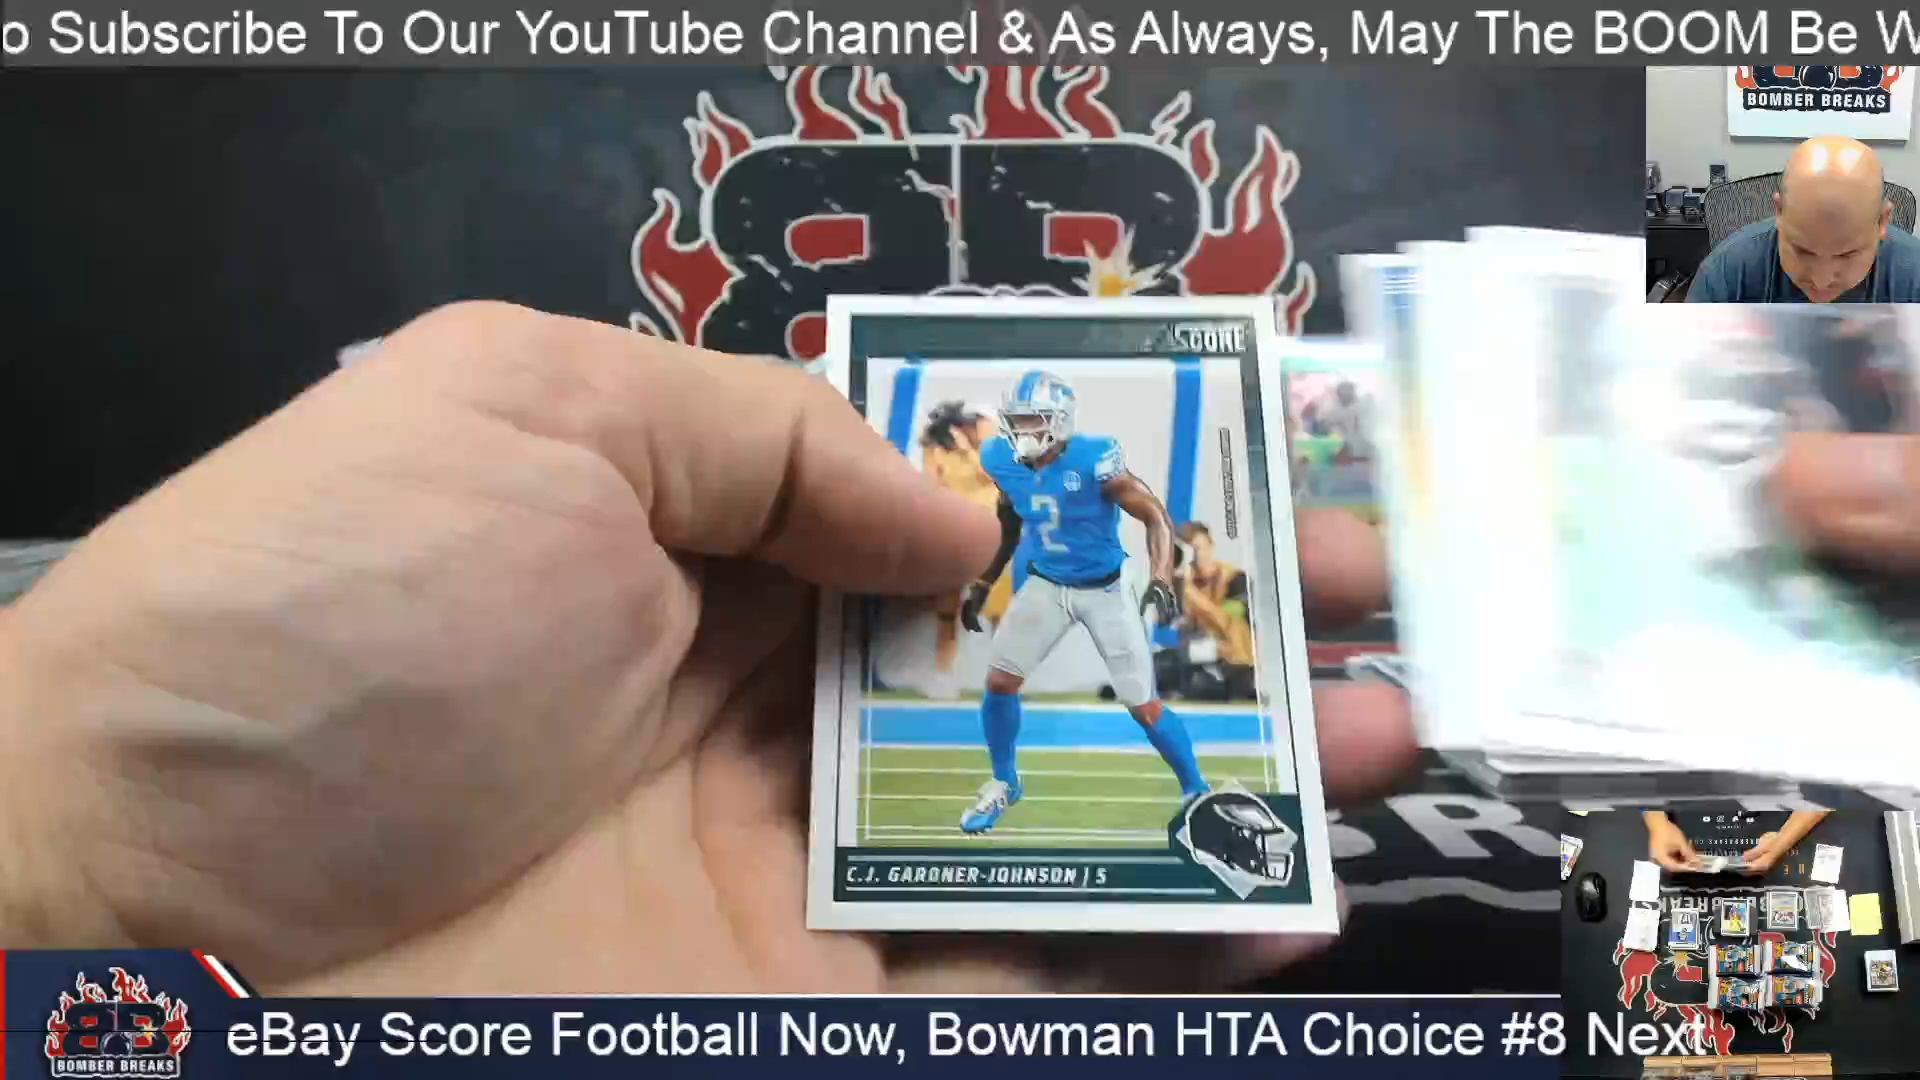 o Subscribe To Our YouTube Channel & As Always, May The BOOM Be W
BOMBER BREAKS
SCORE
2
C.J. GARDNER-JOHNSON | S
eBay Score Football Now, Bowman HTA Choice #8 Next
BOMBER BREAKS